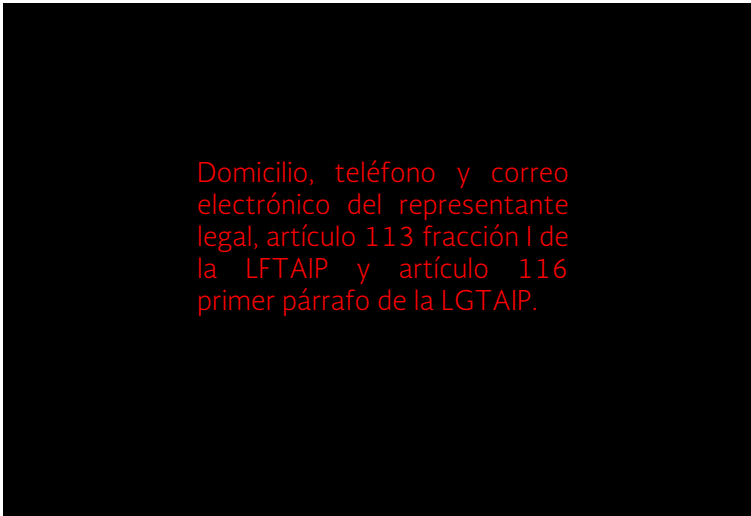 Domicilio, teléfono y correo
electrónico del representante
legal, artículo 113 fracción I de
la LFTAIP y artículo 116
primer párrafo de la LGTAIP.